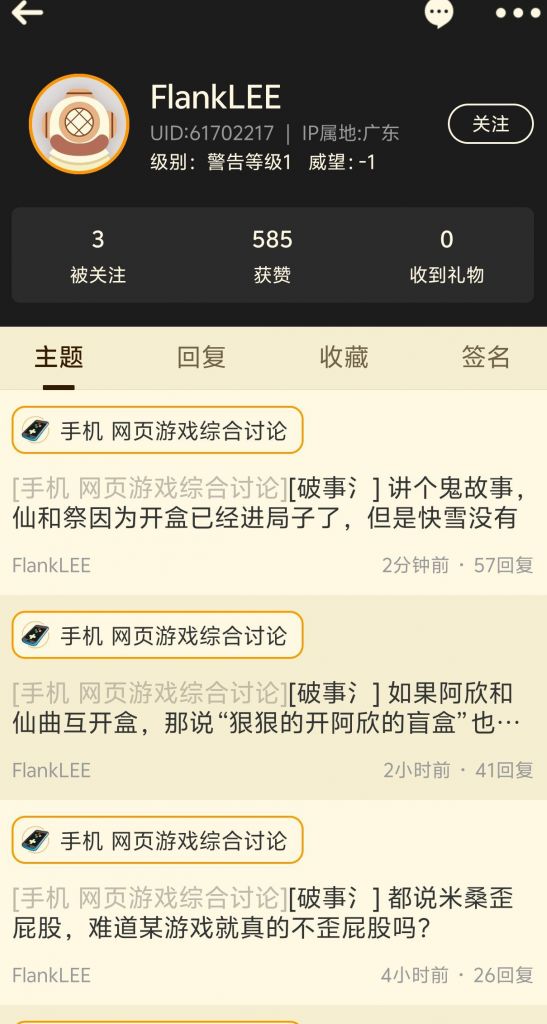 FlankLEE
UID:61702217 | IP属地:广东
关注
级别：警告等级1 威望:-1
3
585
0
被关注
获赞
收到礼物
主题
回复
收藏
签名
手机 网页游戏综合讨论
[手机 网页游戏综合讨论][破事氵] 讲个鬼故事，
仙和祭因为开盒已经进局子了，但是快雪没有
FlankLEE
2分钟前 · 57回复
手机 网页游戏综合讨论
[手机 网页游戏综合讨论][破事氵] 如果阿欣和
仙曲互开盒，那说“狠狠的开阿欣的盲盒”也…
FlankLEE
2小时前 · 41回复
手机 网页游戏综合讨论
[手机 网页游戏综合讨论][破事氵] 都说米桑歪
屁股，难道某游戏就真的不歪屁股吗？
FlankLEE
4小时前 · 26回复